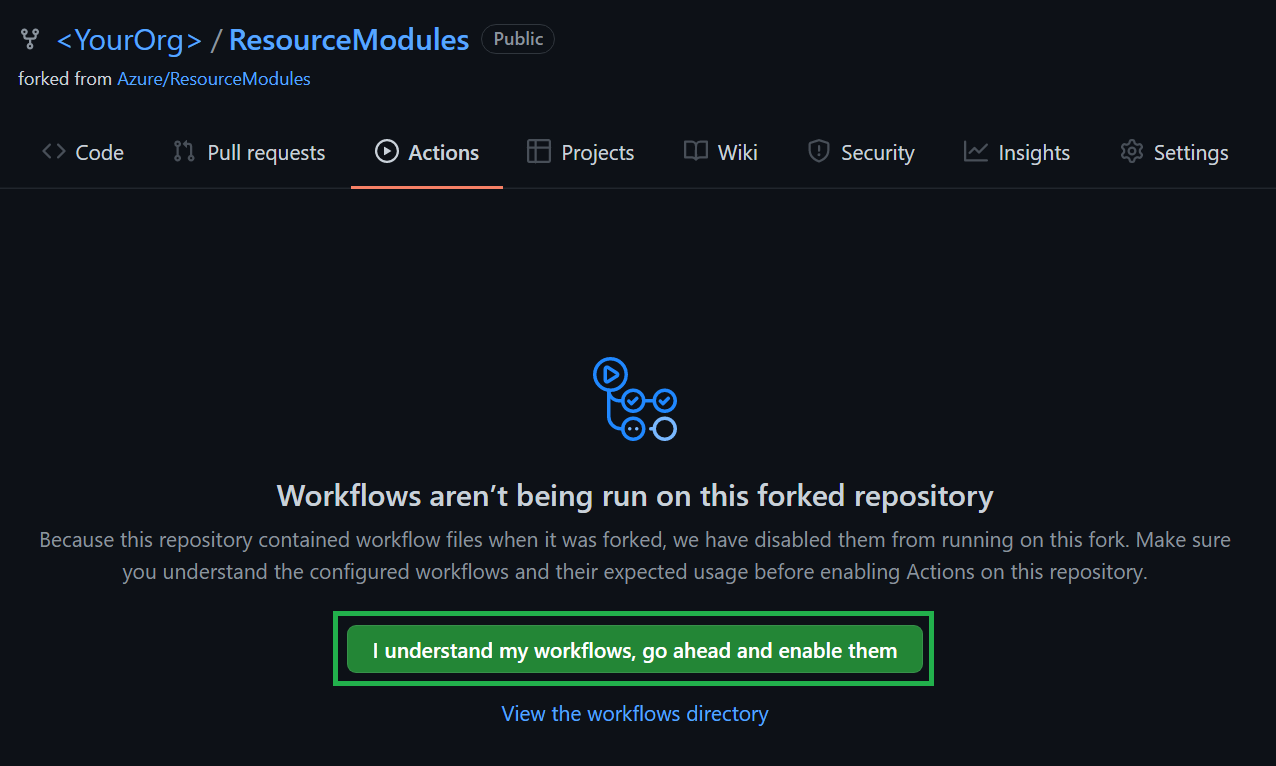 <YourOrg> / ResourceModules Public
forked from Azure/ResourceModules
Code Pull requests Actions Projects Wiki Security Insights Settings
Workflows aren’t being run on this forked repository
Because this repository contained workflow files when it was forked, we have disabled them from running on this fork. Make sure
you understand the configured workflows and their expected usage before enabling Actions on this repository.
I understand my workflows, go ahead and enable them
View the workflows directory